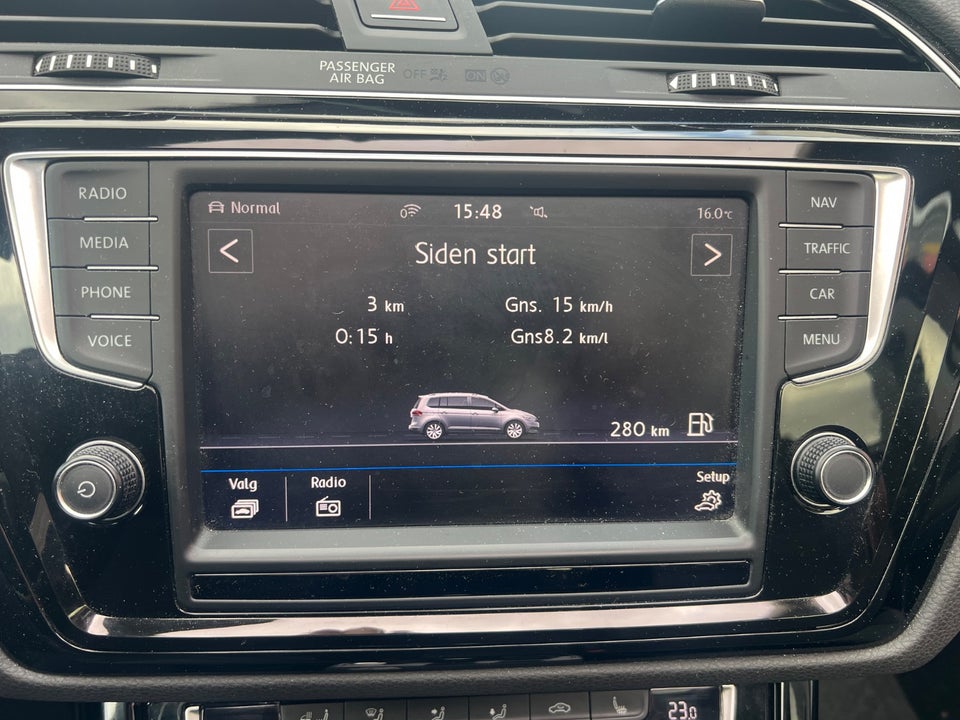 PASSENGER
AIR BAG OFF ON
RADIO
MEDIA
PHONE
VOICE
NAV
TRAFFIC
CAR
MENU
Normal 0 15:48 16.0°C
< Siden start >
3 km Gns. 15 km/h
0:15 h Gns8.2 km/l
280 km
Valg Radio Setup
23.0